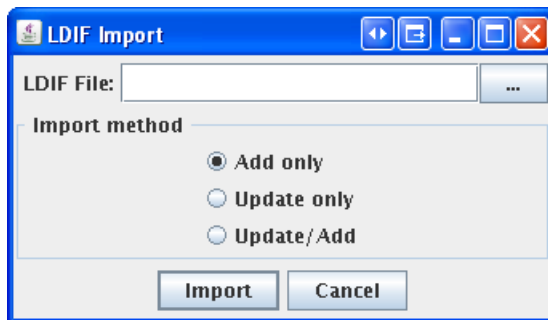 LDIF Import
LDIF File: ...
Import method
Add only
Update only
Update/Add
Import Cancel